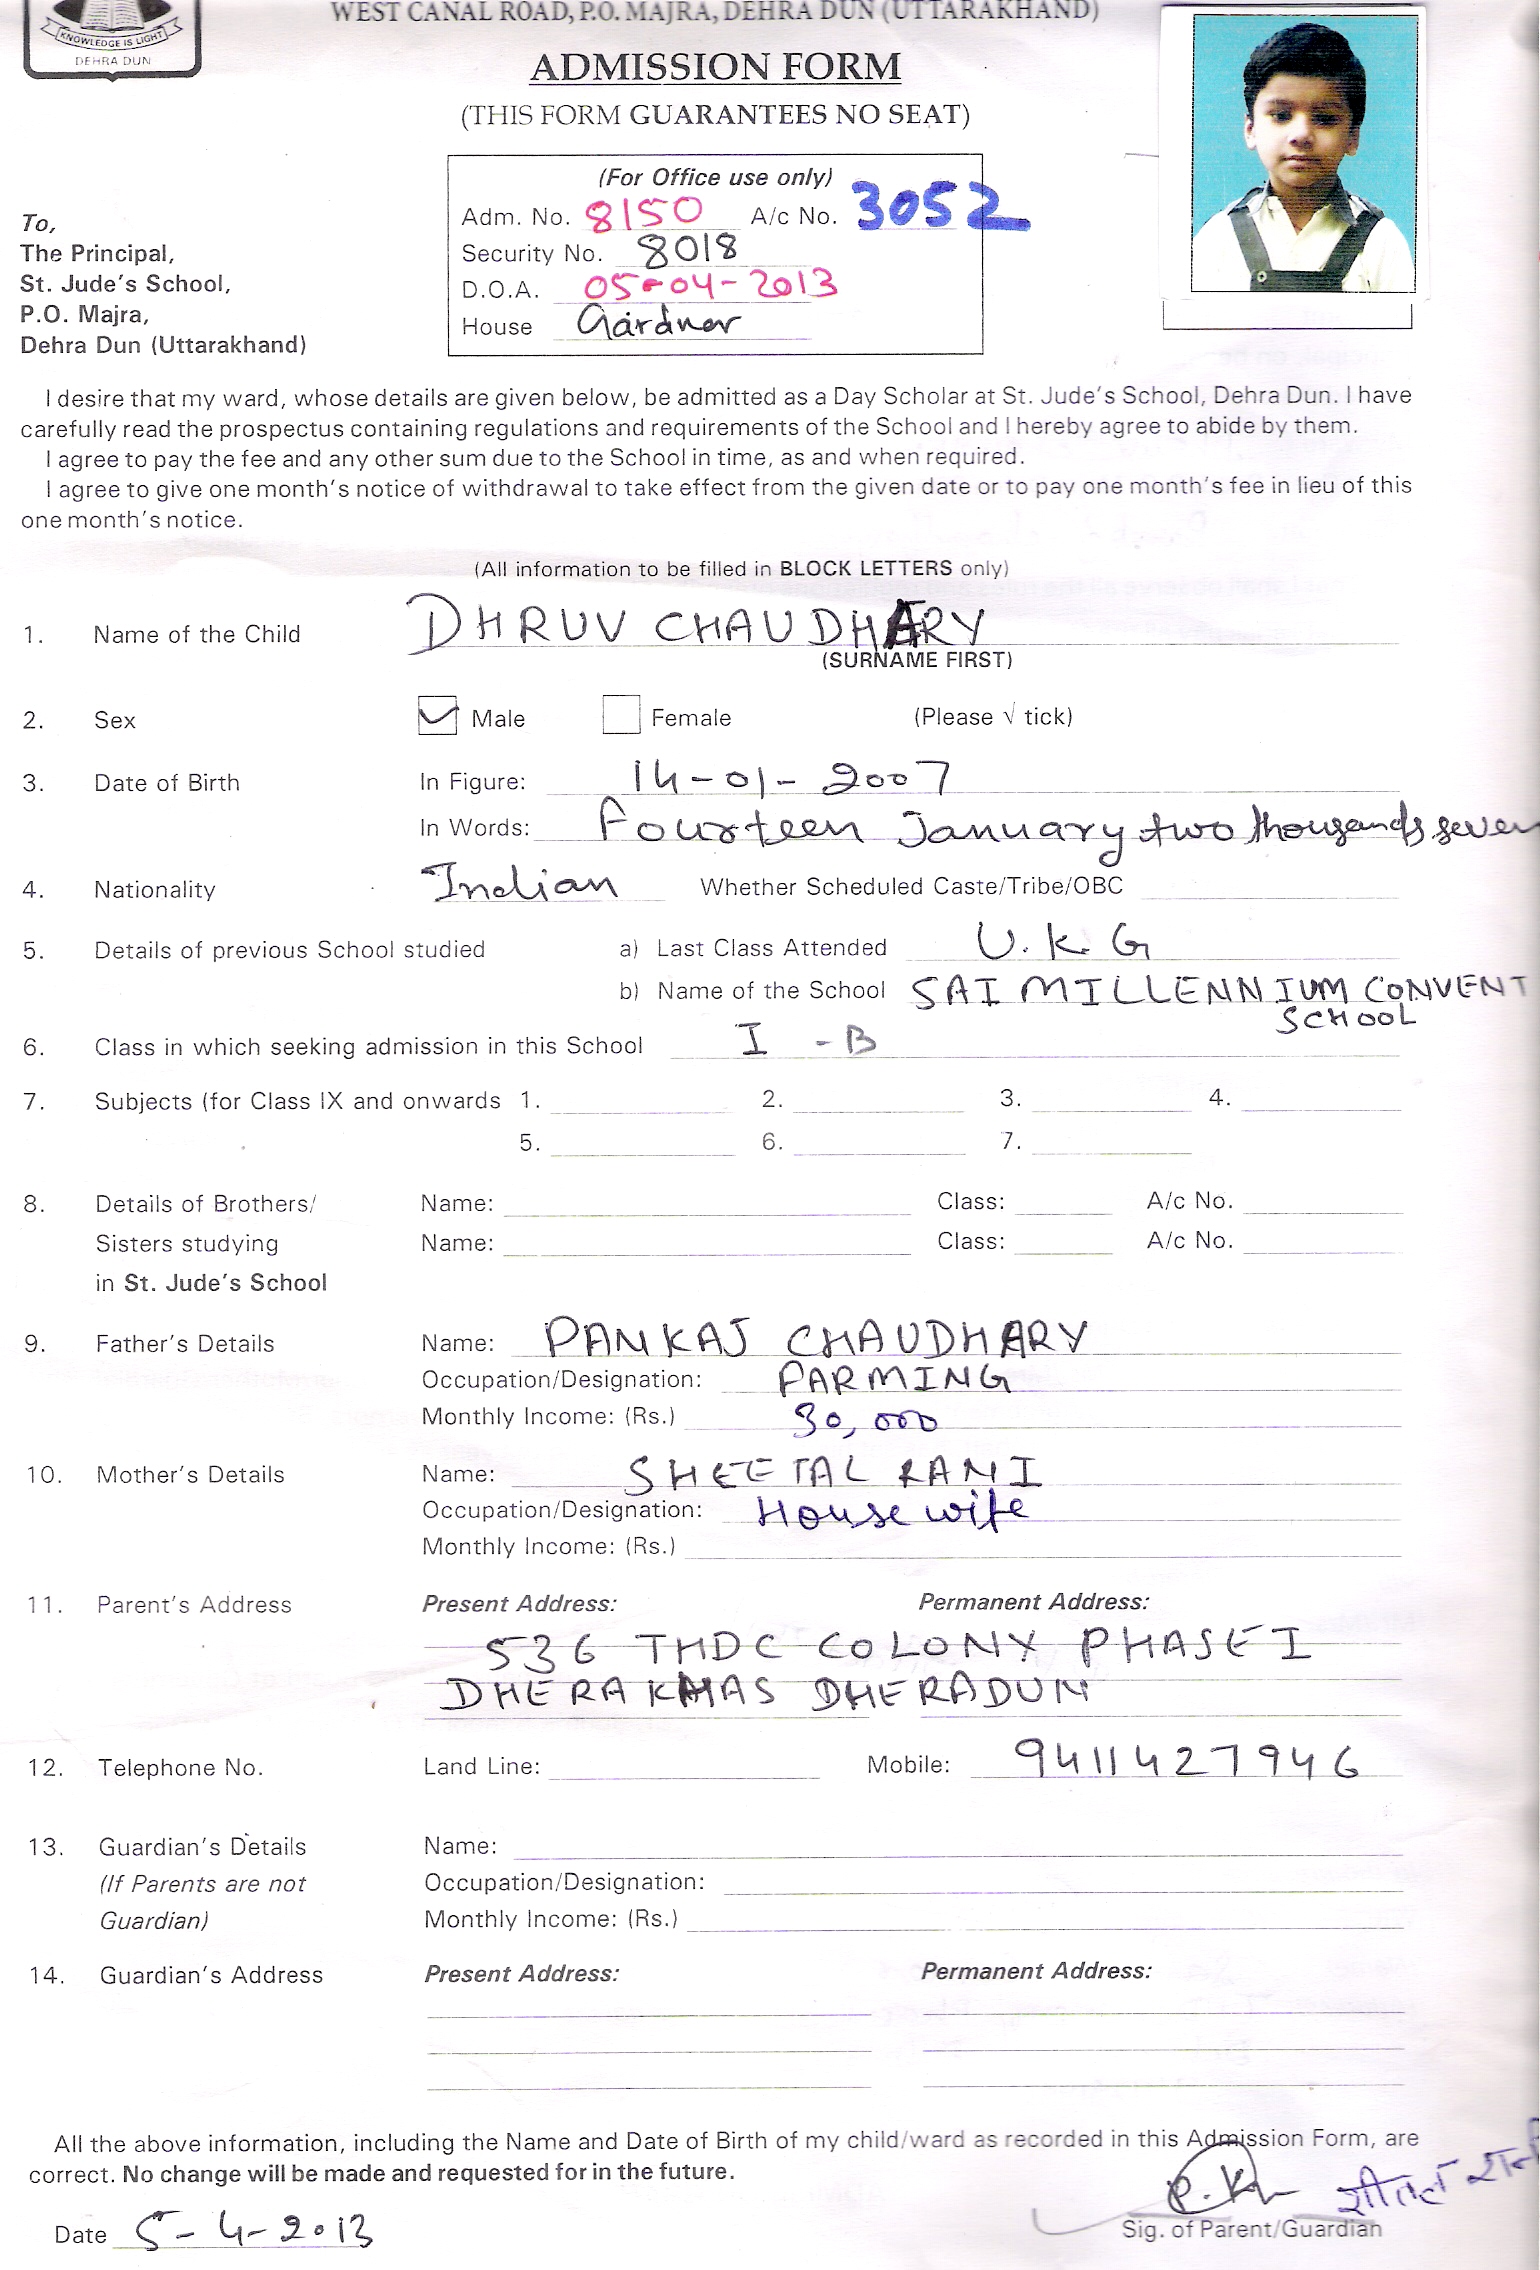 KNOWLEDGE IS LIGHT
DEHRA DUN
WEST CANAL ROAD, P.O. MAJRA, DEHRA DUN (UTTARAKHAND)
ADMISSION FORM
(THIS FORM GUARANTEES NO SEAT)
(For Office use only)
Adm. No. 8150 A/c No. 3052
Security No. 8018
D.O.A. 05-04-2013
House Gardner
To,
The Principal,
St. Jude's School,
P.O. Majra,
Dehra Dun (Uttarakhand)
I desire that my ward, whose details are given below, be admitted as a Day Scholar at St. Jude's School, Dehra Dun. I have
carefully read the prospectus containing regulations and requirements of the School and I hereby agree to abide by them.
I agree to pay the fee and any other sum due to the School in time, as and when required.
I agree to give one month's notice of withdrawal to take effect from the given date or to pay one month's fee in lieu of this
one month's notice.
(All information to be filled in BLOCK LETTERS only)
1. Name of the Child DHRUV CHAUDHARY
(SURNAME FIRST)
2. Sex Male Female (Please √ tick)
3. Date of Birth In Figure: 14-01-2007
In Words: Fourteen January two thousands seven
4. Nationality Indian Whether Scheduled Caste/Tribe/OBC
5. Details of previous School studied a) Last Class Attended U.K.G
b) Name of the School SAI MILLENNIUM CONVENT
SCHOOL
6. Class in which seeking admission in this School I - B
7. Subjects (for Class IX and onwards 1. 2. 3. 4.
5. 6. 7.
8. Details of Brothers/ Name: Class: A/c No.
Sisters studying Name: Class: A/c No.
in St. Jude's School
9. Father's Details Name: PANKAJ CHAUDHARY
Occupation/Designation: FARMING
Monthly Income: (Rs.) 30,000
10. Mother's Details Name: SHEETAL RANI
Occupation/Designation: House wife
Monthly Income: (Rs.)
11. Parent's Address Present Address: Permanent Address:
536 THDC COLONY PHASE I
DHERA KHAS DHERADUN
12. Telephone No. Land Line: Mobile: 9411427946
13. Guardian's Details Name:
(If Parents are not Occupation/Designation:
Guardian) Monthly Income: (Rs.)
14. Guardian's Address Present Address: Permanent Address:
All the above information, including the Name and Date of Birth of my child/ward as recorded in this Admission Form, are
correct. No change will be made and requested for in the future.
Date 5-4-2013
Sig. of Parent/Guardian